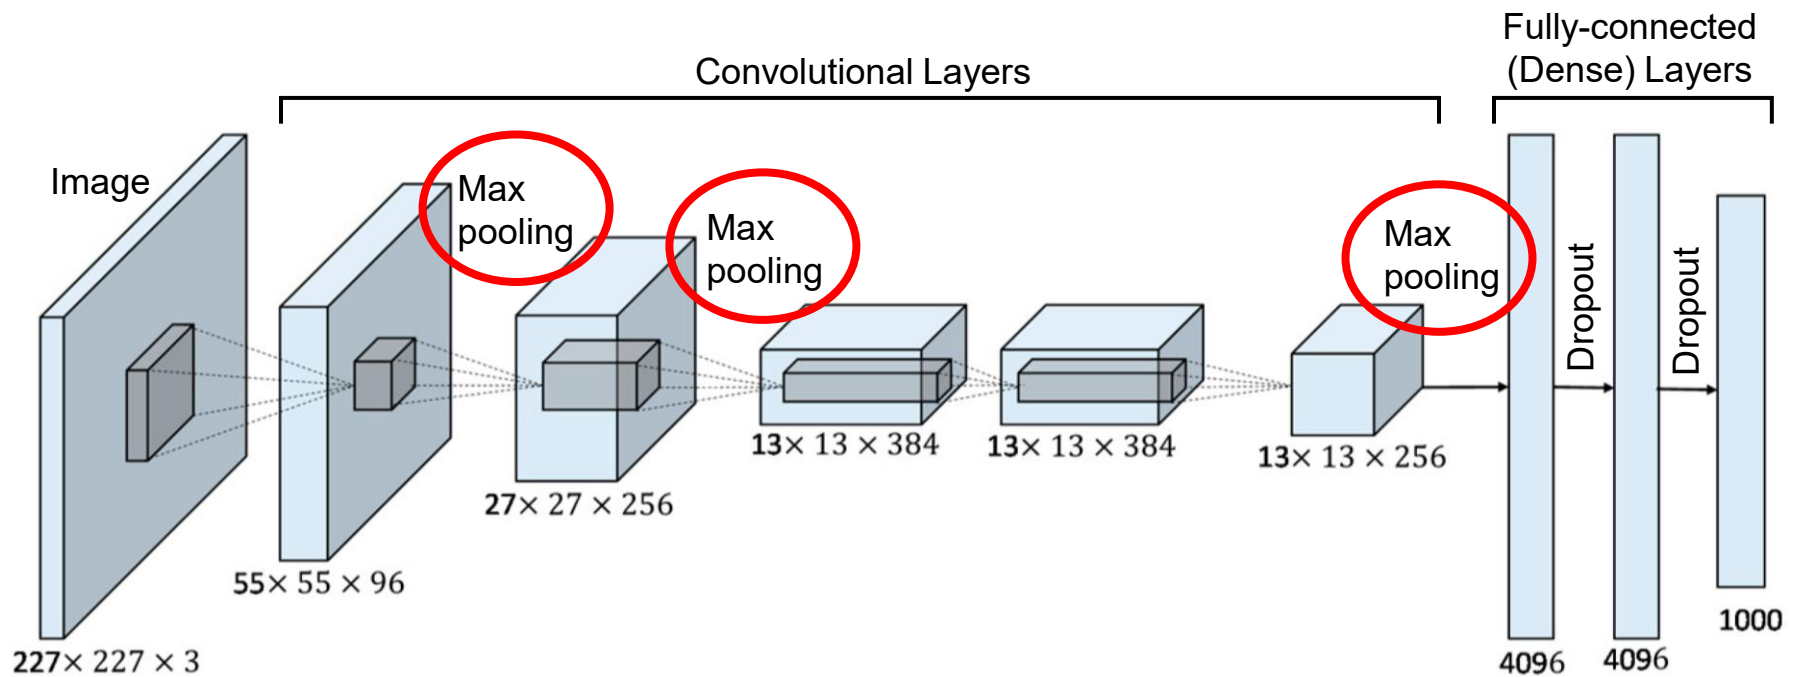 Fully-connected
(Dense) Layers
Convolutional Layers
Image
Max
pooling
Max
pooling
Max
pooling
Dropout
Dropout
227× 227 × 3
55× 55 × 96
27× 27 × 256
13× 13 × 384
13× 13 × 384
13× 13 × 256
4096
4096
1000